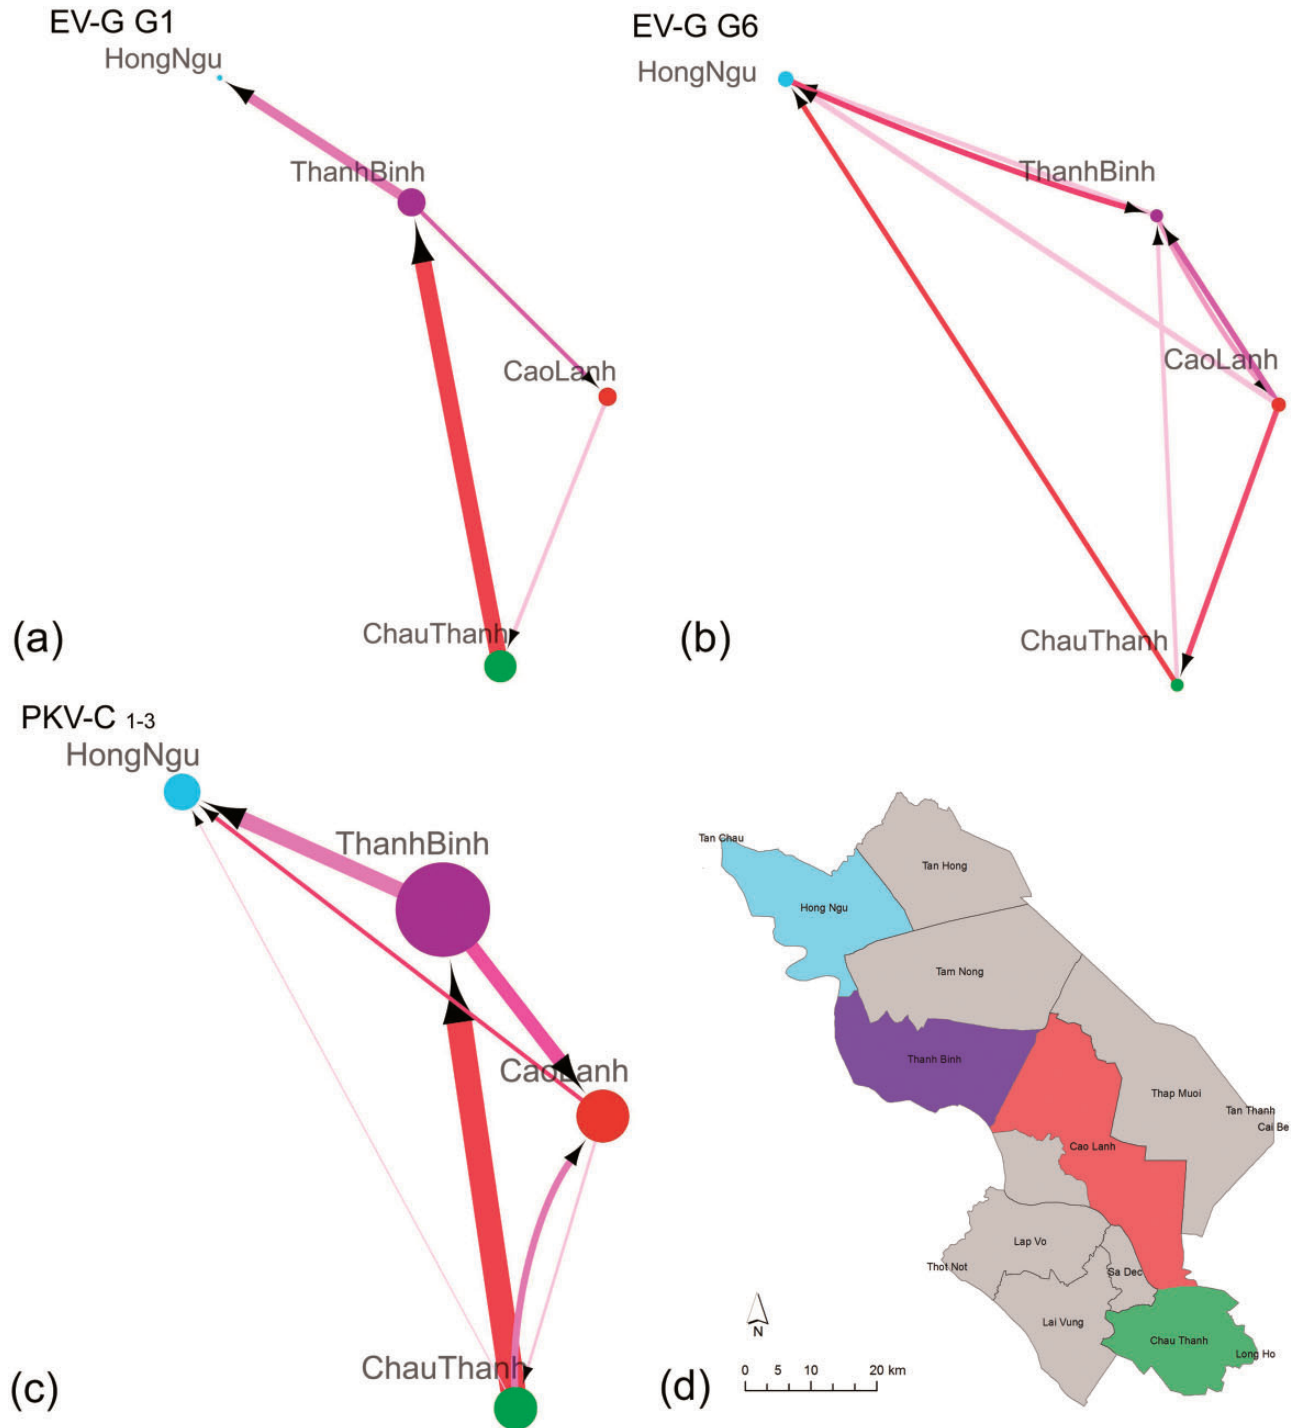 EV-G G1
HongNgu
ThanhBinh
CaoLanh
ChauThanh
(a)
EV-G G6
HongNgu
ThanhBinh
CaoLanh
ChauThanh
(b)
PKV-C 1-3
HongNgu
ThanhBinh
CaoLanh
ChauThanh
(c)
Tan Chau
Tan Hong
Hong Ngu
Tam Nong
Thanh Binh
Thap Muoi
Tan Thanh
Cai Be
Cao Lanh
Lap Vo
Thot Not
Sa Dec
Lai Vung
Chau Thanh
Long Ho
N
0 5 10 20 km
(d)